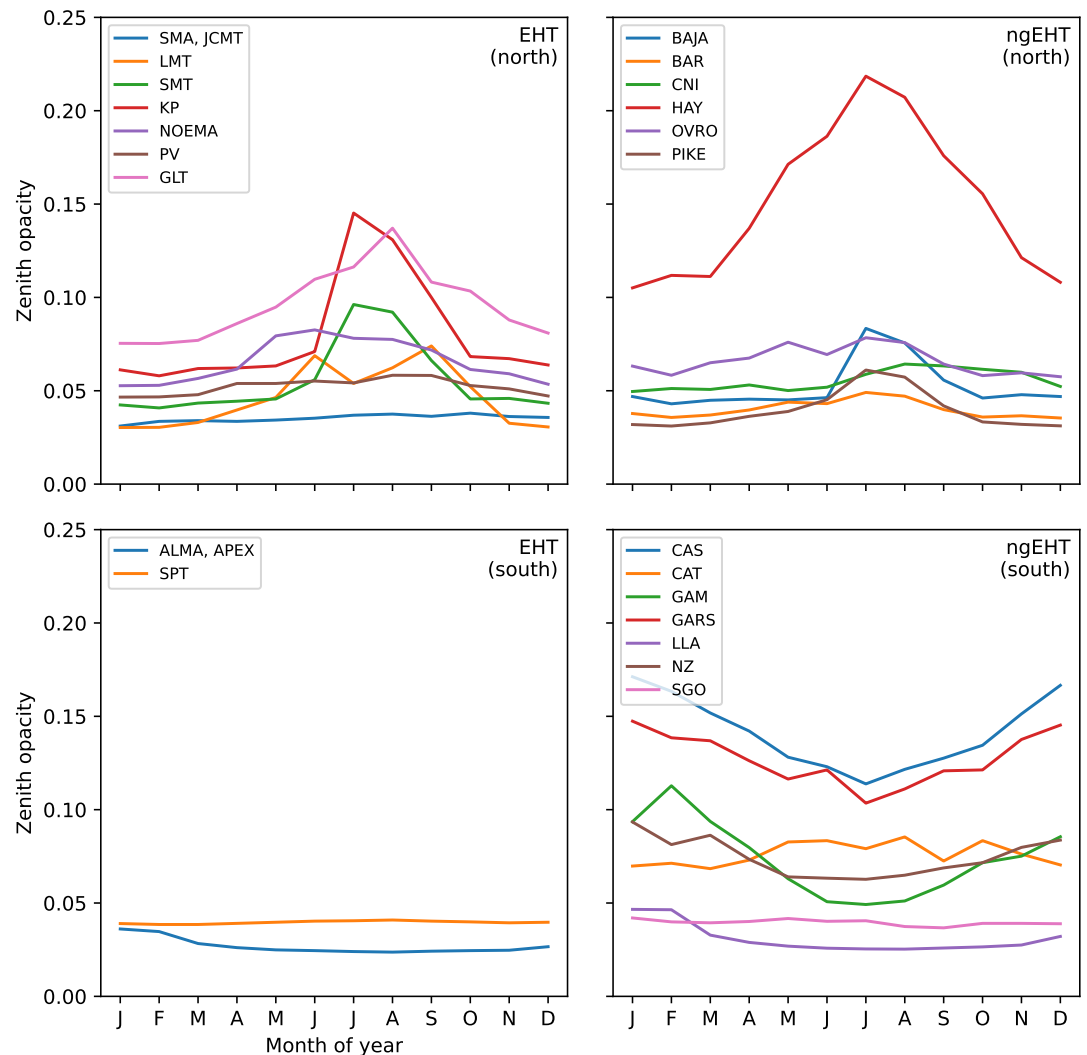 EHT
(north)
SMA, JCMT
LMT
SMT
KP
NOEMA
PV
GLT
0.25
0.20
0.15
0.10
0.05
0.00
Zenith opacity
ngEHT
(north)
BAJA
BAR
CNI
HAY
OVRO
PIKE
EHT
(south)
ALMA, APEX
SPT
0.25
0.20
0.15
0.10
0.05
0.00
Zenith opacity
J F M A M J J A S O N D
Month of year
ngEHT
(south)
CAS
CAT
GAM
GARS
LLA
NZ
SGO
J F M A M J J A S O N D